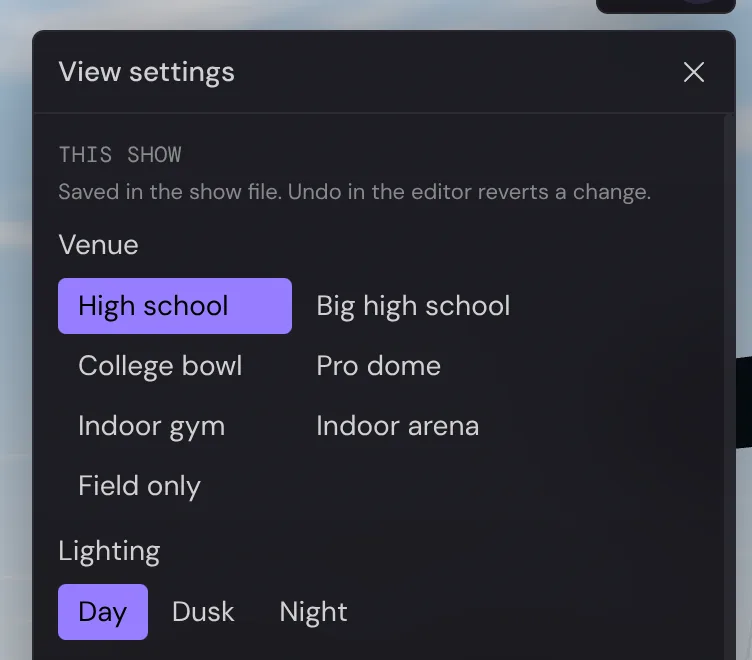 View settings
THIS SHOW
Saved in the show file. Undo in the editor reverts a change.
Venue
High school Big high school
College bowl Pro dome
Indoor gym Indoor arena
Field only
Lighting
Day Dusk Night